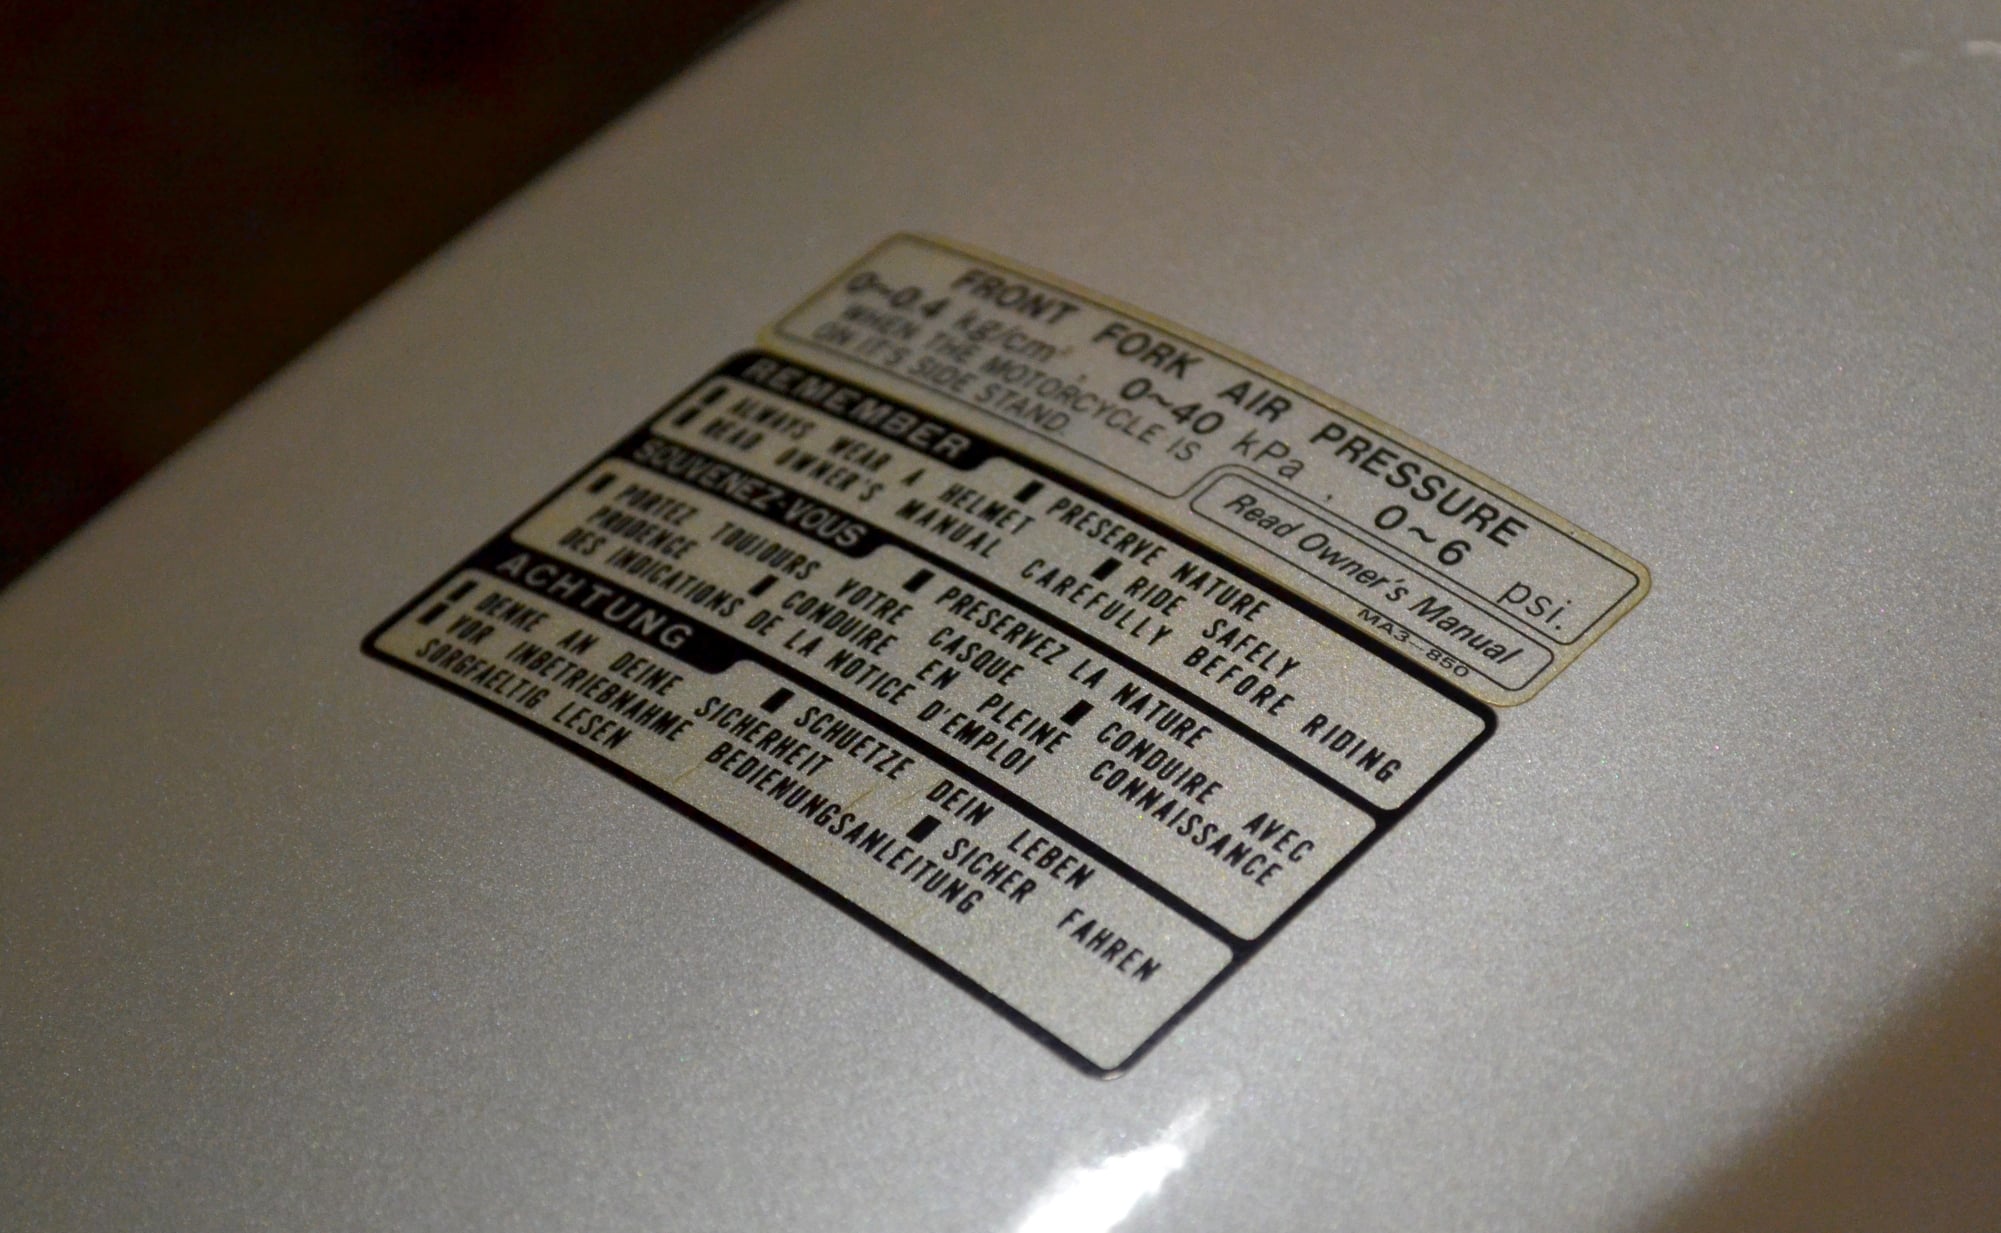 FRONT FORK AIR PRESSURE
0~0.4 kg/cm², 0~40 kPa, 0~6 psi.
WHEN THE MOTORCYCLE IS
ON IT'S SIDE STAND
Read Owner's Manual
MA3-850
REMEMBER
ALWAYS WEAR A HELMET PRESERVE NATURE RIDE SAFELY
READ OWNER'S MANUAL CAREFULLY BEFORE RIDING
SOUVENEZ-VOUS
PORTEZ TOUJOURS VOTRE CASQUE PRESERVEZ LA NATURE CONDUIRE AVEC
PRUDENCE CONDUIRE EN PLEINE CONNAISSANCE
DES INDICATIONS DE LA NOTICE D'EMPLOI
ACHTUNG
DENKE AN DEINE SICHERHEIT SCHUETZE DEIN LEBEN SICHER FAHREN
VOR INBETRIEBNAHME BEDIENUNGSANLEITUNG
SORGFAELTIG LESEN